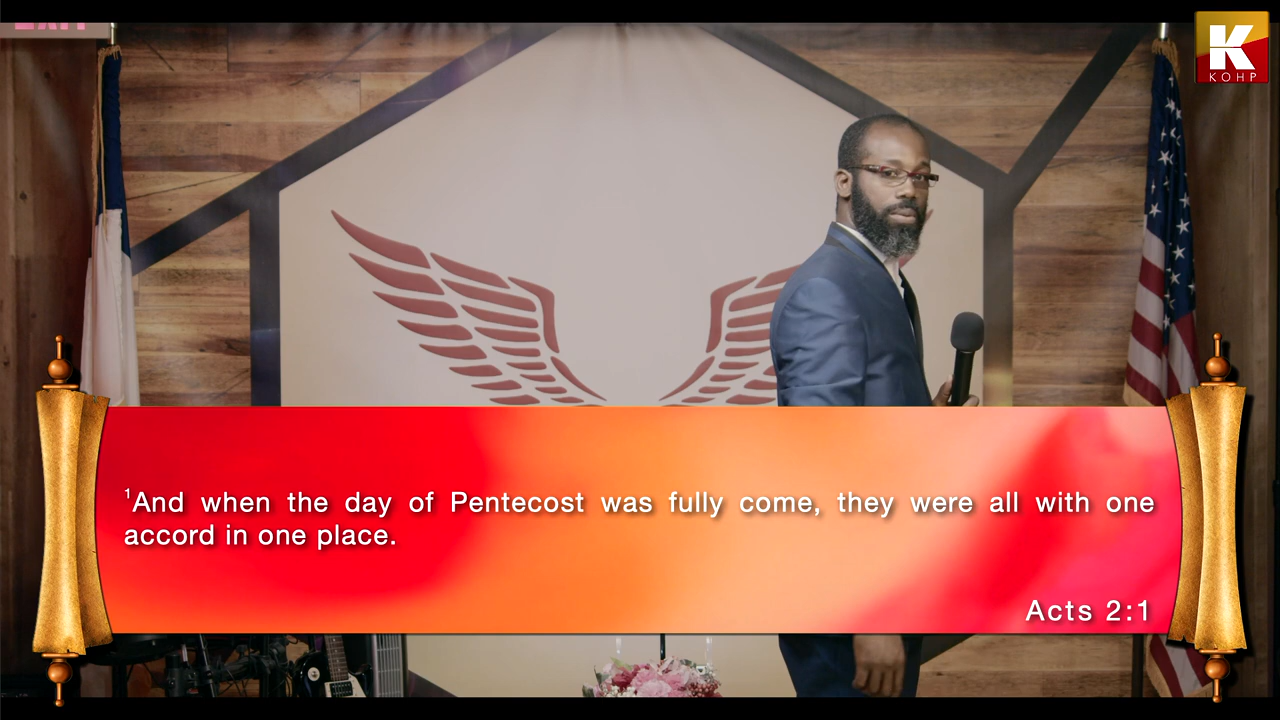 EXIT
K
KOHP
¹And when the day of Pentecost was fully come, they were all with one
accord in one place.
Acts 2:1